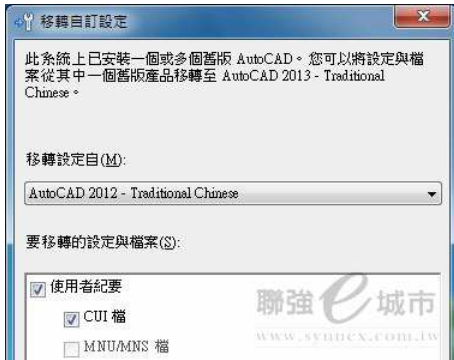 移轉自訂設定
此系統上已安裝一個或多個舊版 AutoCAD。您可以將設定與檔
案從其中一個舊版產品移轉至 AutoCAD 2013 - Traditional
Chinese。
移轉設定自(M):
AutoCAD 2012 - Traditional Chinese
要移轉的設定與檔案(S):
使用者紀要
CUI 檔
MNU/MNS 檔
聯強e城市
www.synnex.com.tw